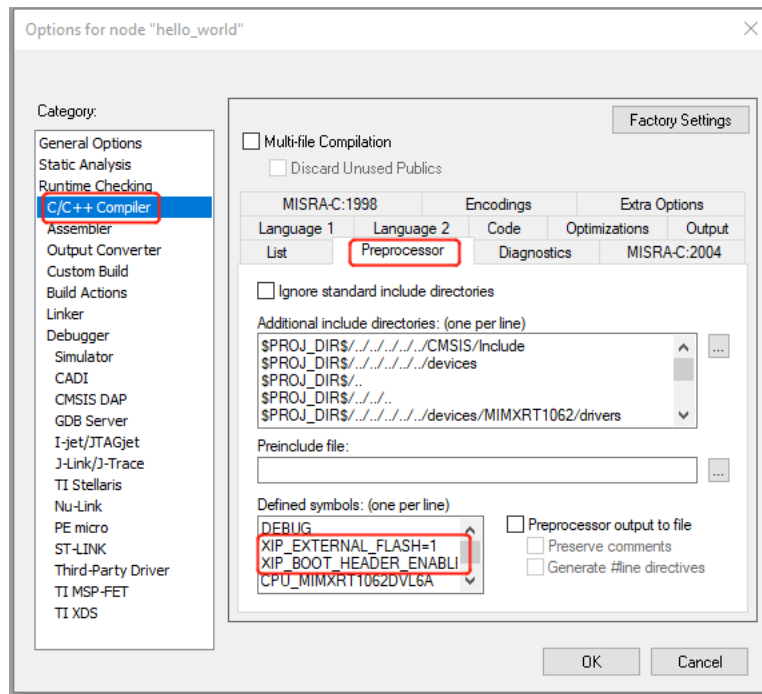 Options for node "hello_world"
Category:
General Options
Static Analysis
Runtime Checking
C/C++ Compiler
Assembler
Output Converter
Custom Build
Build Actions
Linker
Debugger
Simulator
CADI
CMSIS DAP
GDB Server
I-jet/JTAGjet
J-Link/J-Trace
TI Stellaris
Nu-Link
PE micro
ST-LINK
Third-Party Driver
TI MSP-FET
TI XDS
Factory Settings
Multi-file Compilation
Discard Unused Publics
MISRA-C:1998 Encodings Extra Options
Language 1 Language 2 Code Optimizations Output
List Preprocessor Diagnostics MISRA-C:2004
Ignore standard include directories
Additional include directories: (one per line)
$PROJ_DIR$/../../../../../CMSIS/Include
$PROJ_DIR$/../../../../../devices
$PROJ_DIR$/..
$PROJ_DIR$/../../..
$PROJ_DIR$/../../../../../devices/MIMXRT1062/drivers
...
Preinclude file:
...
Defined symbols: (one per line)
DEBUG
XIP_EXTERNAL_FLASH=1
XIP_BOOT_HEADER_ENABLI
CPU_MIMXRT1062DVL6A
Preprocessor output to file
Preserve comments
Generate #line directives
OK Cancel